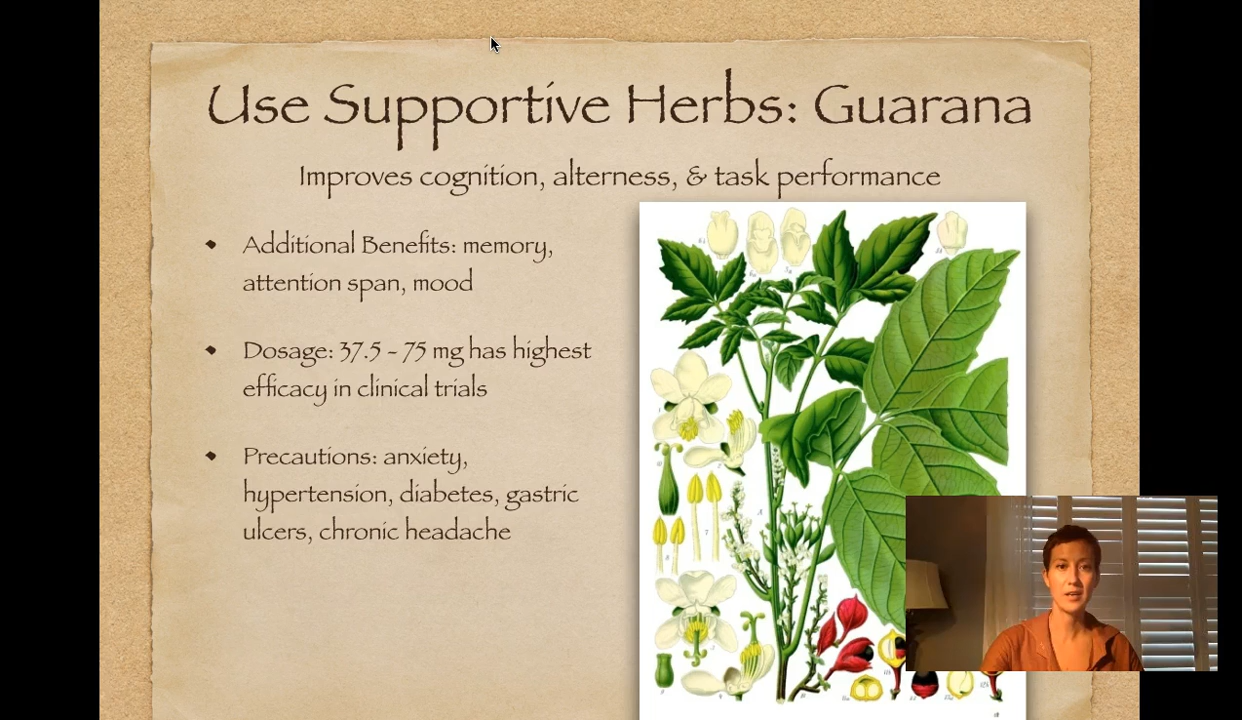 Use Supportive Herbs: Guarana
Improves cognition, alterness, & task performance
Additional Benefits: memory,
attention span, mood
Dosage: 37.5 - 75 mg has highest
efficacy in clinical trials
Precautions: anxiety,
hypertension, diabetes, gastric
ulcers, chronic headache